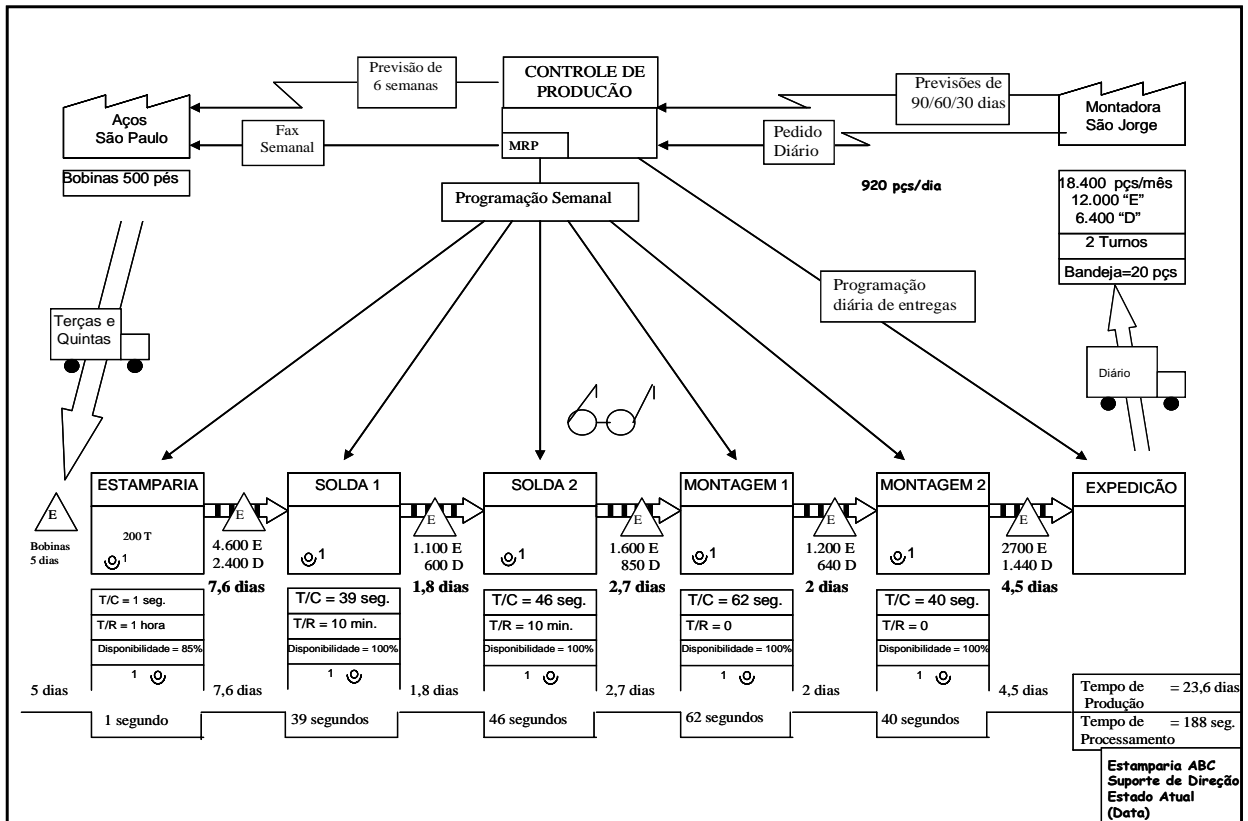 Previsão de
6 semanas
CONTROLE DE
PRODUCÃO
Previsões de
90/60/30 dias
Aços
São Paulo
Montadora
São Jorge
Fax
Semanal
MRP
Pedido
Diário
Bobinas 500 pés
Programação Semanal
920 pçs/dia
18.400 pçs/mês
12.000 “E”
6.400 “D”
2 Turnos
Bandeja=20 pçs
Programação
diária de entregas
Terças e
Quintas
Diário
ESTAMPARIA
SOLDA 1
SOLDA 2
MONTAGEM 1
MONTAGEM 2
EXPEDICÃO
E
Bobinas
5 dias
200 T
1
E
4.600 E
2.400 D
7,6 dias
1
E
1.100 E
600 D
1,8 dias
1
E
1.600 E
850 D
2,7 dias
1
E
1.200 E
640 D
2 dias
1
E
2700 E
1.440 D
4,5 dias
T/C = 1 seg.
T/R = 1 hora
Disponibilidade = 85%
1
T/C = 39 seg.
T/R = 10 min.
Disponibilidade = 100%
1
T/C = 46 seg.
T/R = 10 min.
Disponibilidade = 100%
1
T/C = 62 seg.
T/R = 0
Disponibilidade = 100%
1
T/C = 40 seg.
T/R = 0
Disponibilidade = 100%
1
5 dias
7,6 dias
1,8 dias
2,7 dias
2 dias
4,5 dias
1 segundo
39 segundos
46 segundos
62 segundos
40 segundos
Tempo de = 23,6 dias
Produção
Tempo de = 188 seg.
Processamento
Estamparia ABC
Suporte de Direção
Estado Atual
(Data)